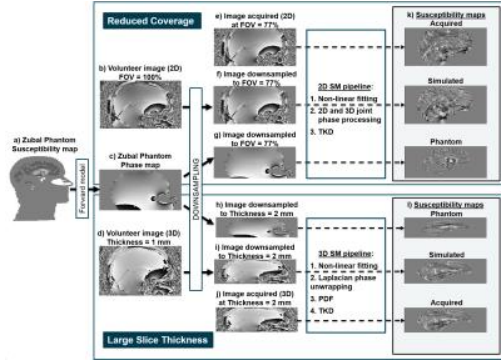 Reduced Coverage
e) Image acquired (2D)
at FOV = 77%
k) Susceptibility maps
Acquired
b) Volunteer image (2D)
FOV = 100%
f) Image downsampled
to FOV = 77%
2D SM pipeline:
1. Non-linear fitting
2. 2D and 3D joint
phase processing
3. TKD
Simulated
a) Zubal Phantom
Susceptibility map
Forward model
c) Zubal Phantom
Phase map
DOWNSAMPLING
g) Image downsampled
to FOV = 77%
Phantom
d) Volunteer image (3D)
Thickness = 1 mm
h) Image downsampled
to Thickness = 2 mm
l) Susceptibility maps
Phantom
i) Image downsampled
to Thickness = 2 mm
3D SM pipeline:
1. Non-linear fitting
2. Laplacian phase
unwrapping
3. PDF
4. TKD
Simulated
j) Image acquired (3D)
at Thickness = 2 mm
Acquired
Large Slice Thickness